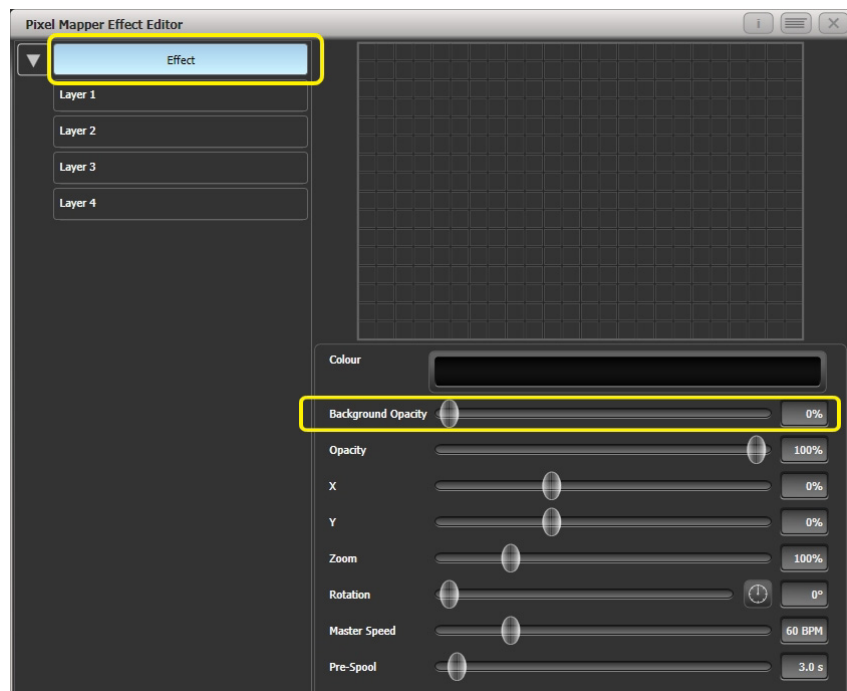 Pixel Mapper Effect Editor
i
Effect
Layer 1
Layer 2
Layer 3
Layer 4
Colour
Background Opacity 0%
Opacity 100%
X 0%
Y 0%
Zoom 100%
Rotation 0º
Master Speed 60 BPM
Pre-Spool 3.0 s